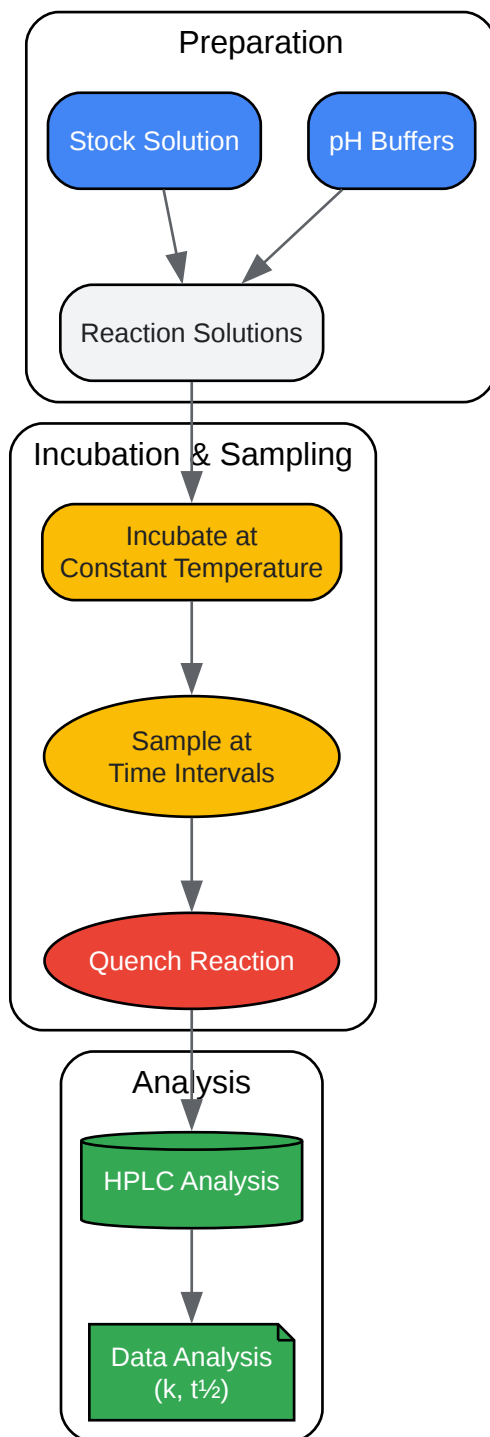 Preparation
Stock Solution
pH Buffers
Reaction Solutions
Incubation & Sampling
Incubate at
Constant Temperature
Sample at
Time Intervals
Quench Reaction
Analysis
HPLC Analysis
Data Analysis
(k, t½)